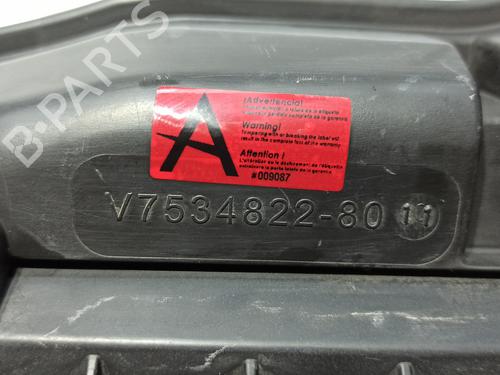 B-PARTS
A
¡Advertencia!
Warning!
Tampering with or breaking the label will
result in the complete loss of the warranty
Attention !
#009087
V7534822-80 11